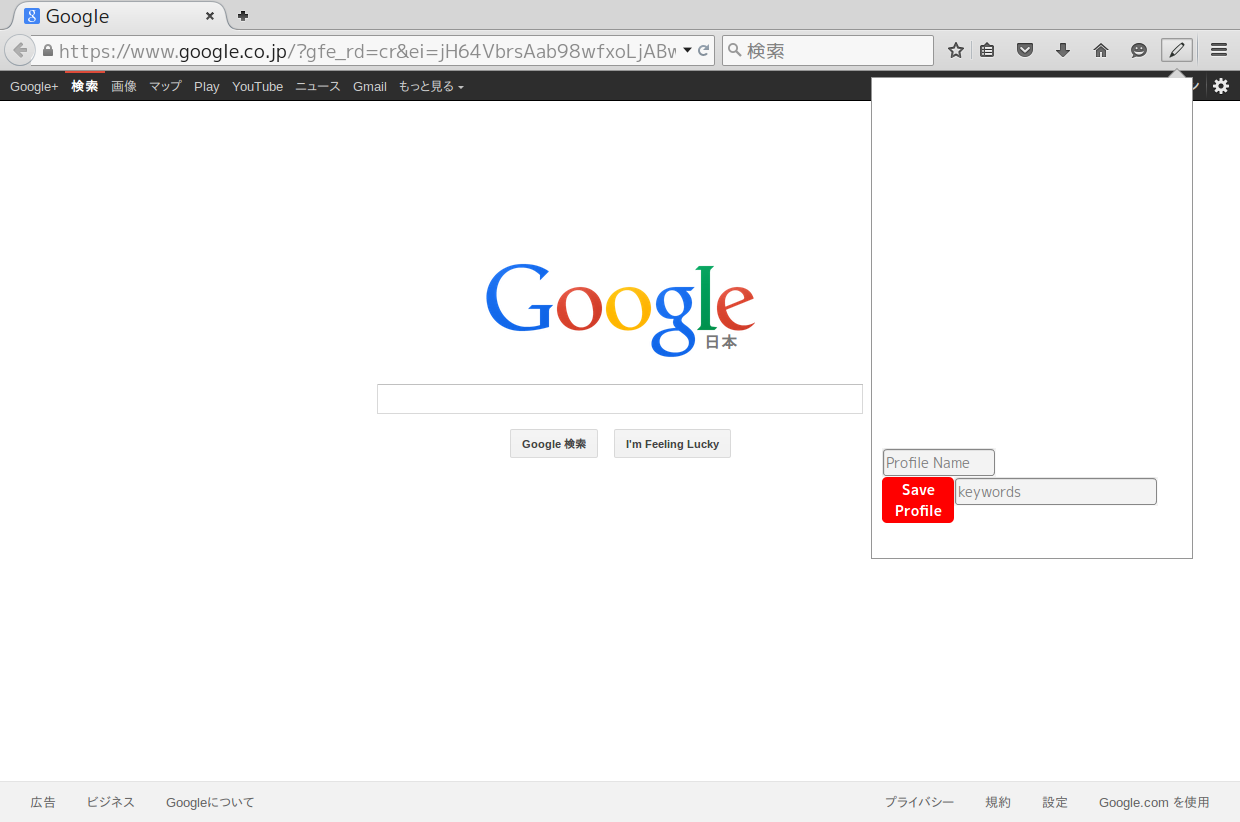 Google
https://www.google.co.jp/?gfe_rd=cr&ei=jH64VbrsAab98wfxoLjABw
検索
Google+ 検索 画像 マップ Play YouTube ニュース Gmail もっと見る
Google
日本
Google 検索 I'm Feeling Lucky
Profile Name
Save
Profile
keywords
広告 ビジネス Googleについて プライバシー 規約 設定 Google.com を使用